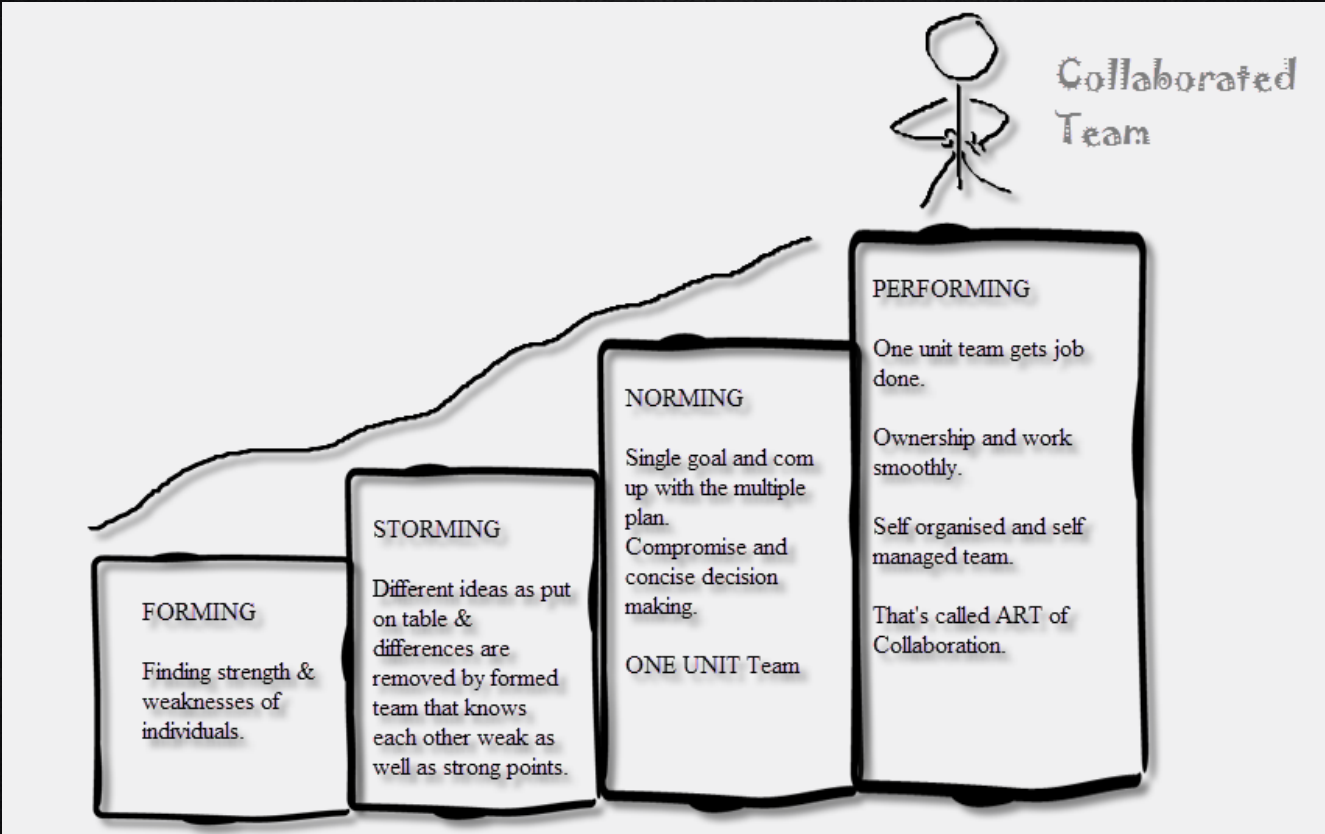 Collaborated
Team
FORMING
Finding strength &
weaknesses of
individuals.
STORMING
Different ideas as put
on table &
differences are
removed by formed
team that knows
each other weak as
well as strong points.
NORMING
Single goal and com
up with the multiple
plan.
Compromise and
concise decision
making.
ONE UNIT Team
PERFORMING
One unit team gets job
done.
Ownership and work
smoothly.
Self organised and self
managed team.
That's called ART of
Collaboration.